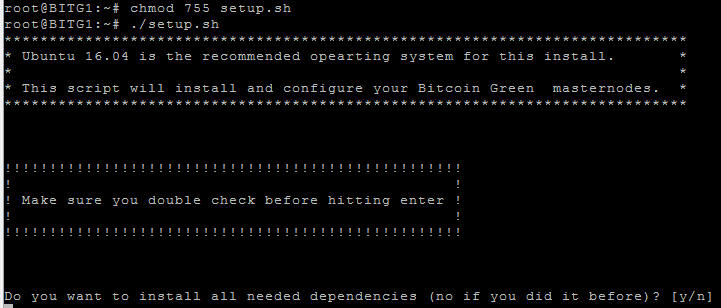 root@BITG1:~# chmod 755 setup.sh
root@BITG1:~# ./setup.sh
****************************************************************************
* Ubuntu 16.04 is the recommended opearting system for this install.       *
*                                                                          *
* This script will install and configure your Bitcoin Green  masternodes.  *
****************************************************************************
!!!!!!!!!!!!!!!!!!!!!!!!!!!!!!!!!!!!!!!!!!!!!!!!!!!
!                                                 !
! Make sure you double check before hitting enter !
!                                                 !
!!!!!!!!!!!!!!!!!!!!!!!!!!!!!!!!!!!!!!!!!!!!!!!!!!!
Do you want to install all needed dependencies (no if you did it before)? [y/n]